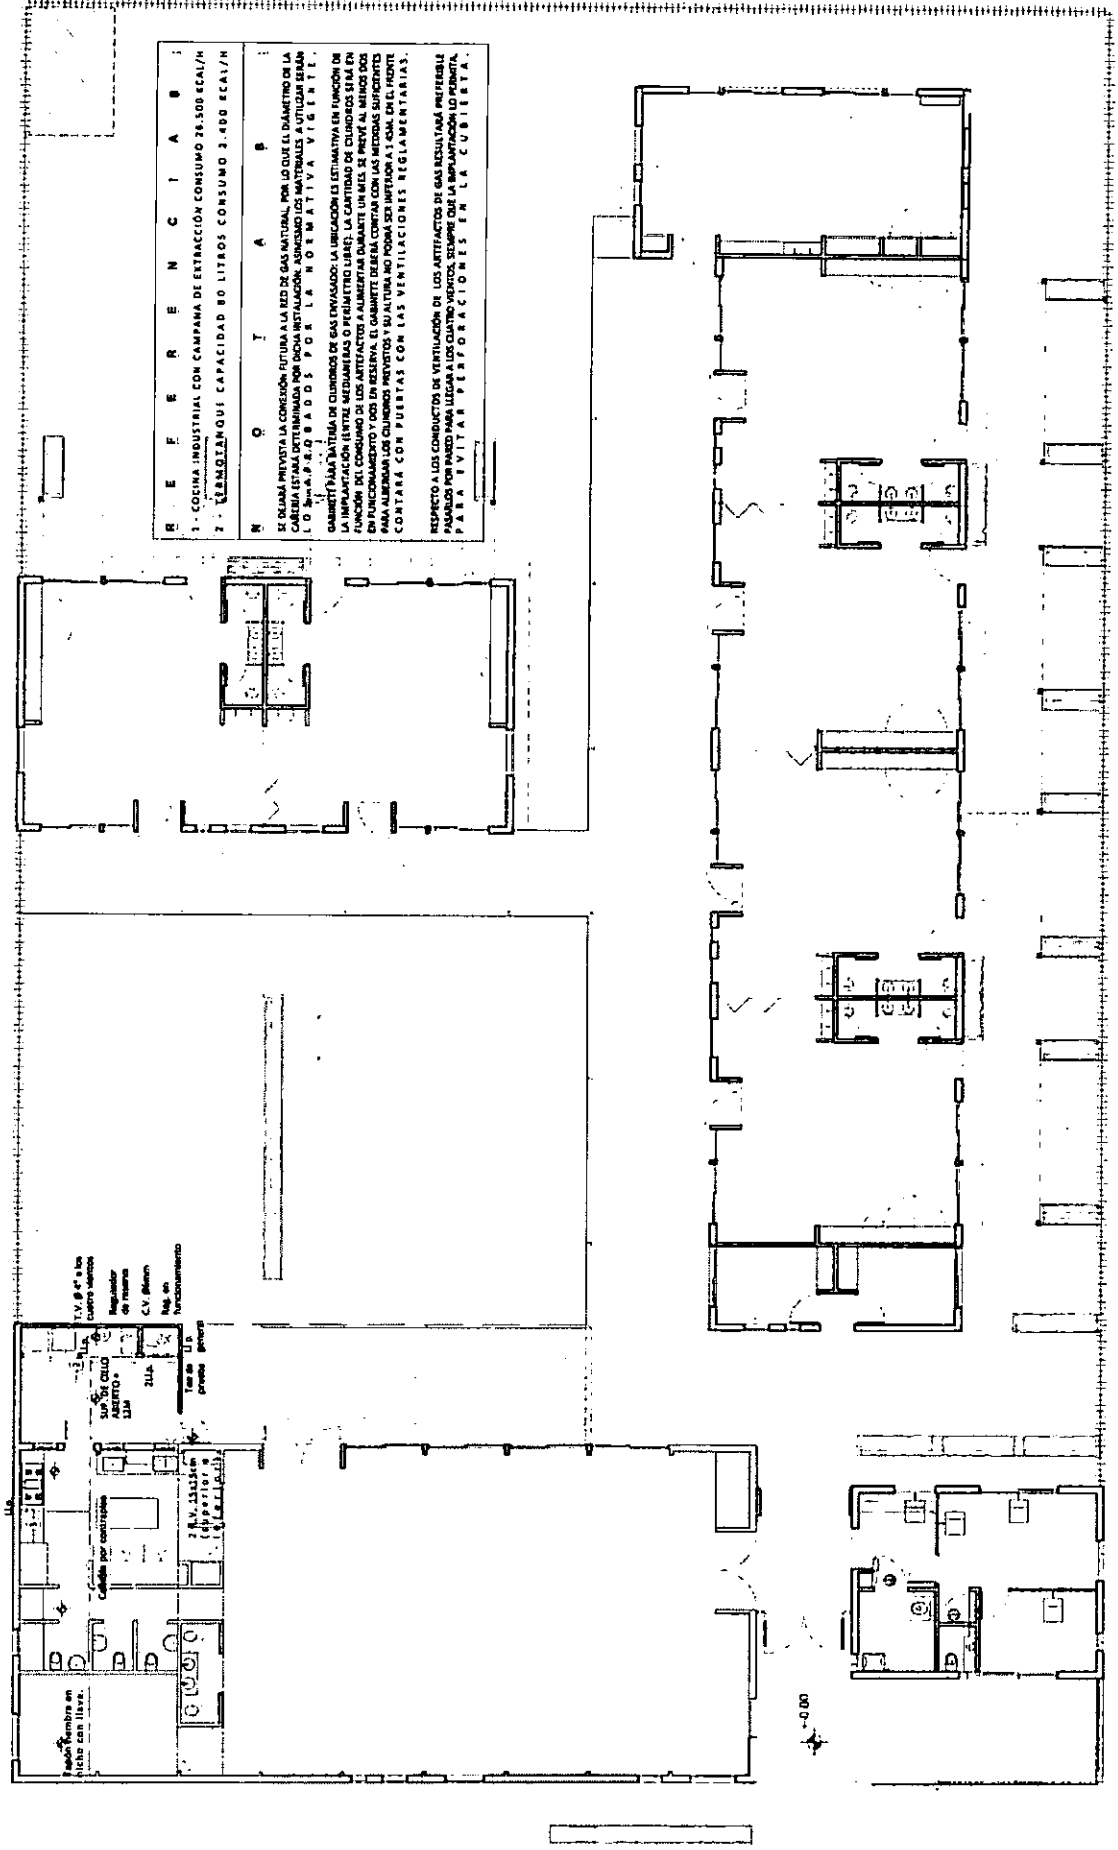 R E F E R E N C I A S :
1 - COCINA INDUSTRIAL CON CAMPANA DE EXTRACCIÓN CONSUMO 26.500 KCAL/H
2 - TERMOTANQUE CAPACIDAD 80 LITROS CONSUMO 2.400 KCAL/H
N O T A S :
SE DEJARÁ PREVISTA LA CONEXIÓN FUTURA A LA RED DE GAS NATURAL, POR LO QUE EL DIÁMETRO DE LA
CAÑERIA ESTARÁ DETERMINADA POR DICHA INSTALACIÓN. ASIMISMO LOS MATERIALES A UTILIZAR SERÁN
LOS APROBADOS POR LA NORMATIVA VIGENTE.
GABINETE PARA BATERÍA DE CILINDROS DE GAS ENVASADO: LA UBICACIÓN ES ESTIMATIVA EN FUNCIÓN DE
LA IMPLANTACIÓN (ENTRE MEDIANERAS O PERÍMETRO LIBRE). LA CANTIDAD DE CILINDROS SERÁ EN
FUNCIÓN DEL CONSUMO DE LOS ARTEFACTOS A ALIMENTAR DURANTE UN MES. SE PREVÉ AL MENOS DOS
EN FUNCIONAMIENTO Y DOS EN RESERVA. EL GABINETE DEBERÁ CONTAR CON LAS MEDIDAS SUFICIENTES
PARA ALBERGAR LOS CILINDROS PREVISTOS Y SU ALTURA NO PODRÁ SER INFERIOR A 1.45M. EN EL FRENTE
CONTARÁ CON PUERTAS CON LAS VENTILACIONES REGLAMENTARIAS.
RESPECTO A LOS CONDUCTOS DE VENTILACIÓN DE LOS ARTEFACTOS DE GAS RESULTARÁ PREFERIBLE
PASARLOS POR PARED PARA LLEGAR A LOS CUATRO VIENTOS, SIEMPRE QUE LA IMPLANTACIÓN LO PERMITA,
PARA EVITAR PERFORACIONES EN LA CUBIERTA.
T.V. Ø 4" a los
cuatro vientos
Regulador
de reserva
C.V. Ø6mm
Reg. en
funcionamiento
Ll.p.
SUP. DE CIELO
ABIERTO =
12M
2Ll.p.
Ll.p.
general
Tee de
prueba
Ll.p.
Cañería por contrapiso
2 R.V. 15x15cm
(superior e
inferior)
Tapón hembra en
nicho con llave.
+-0.00